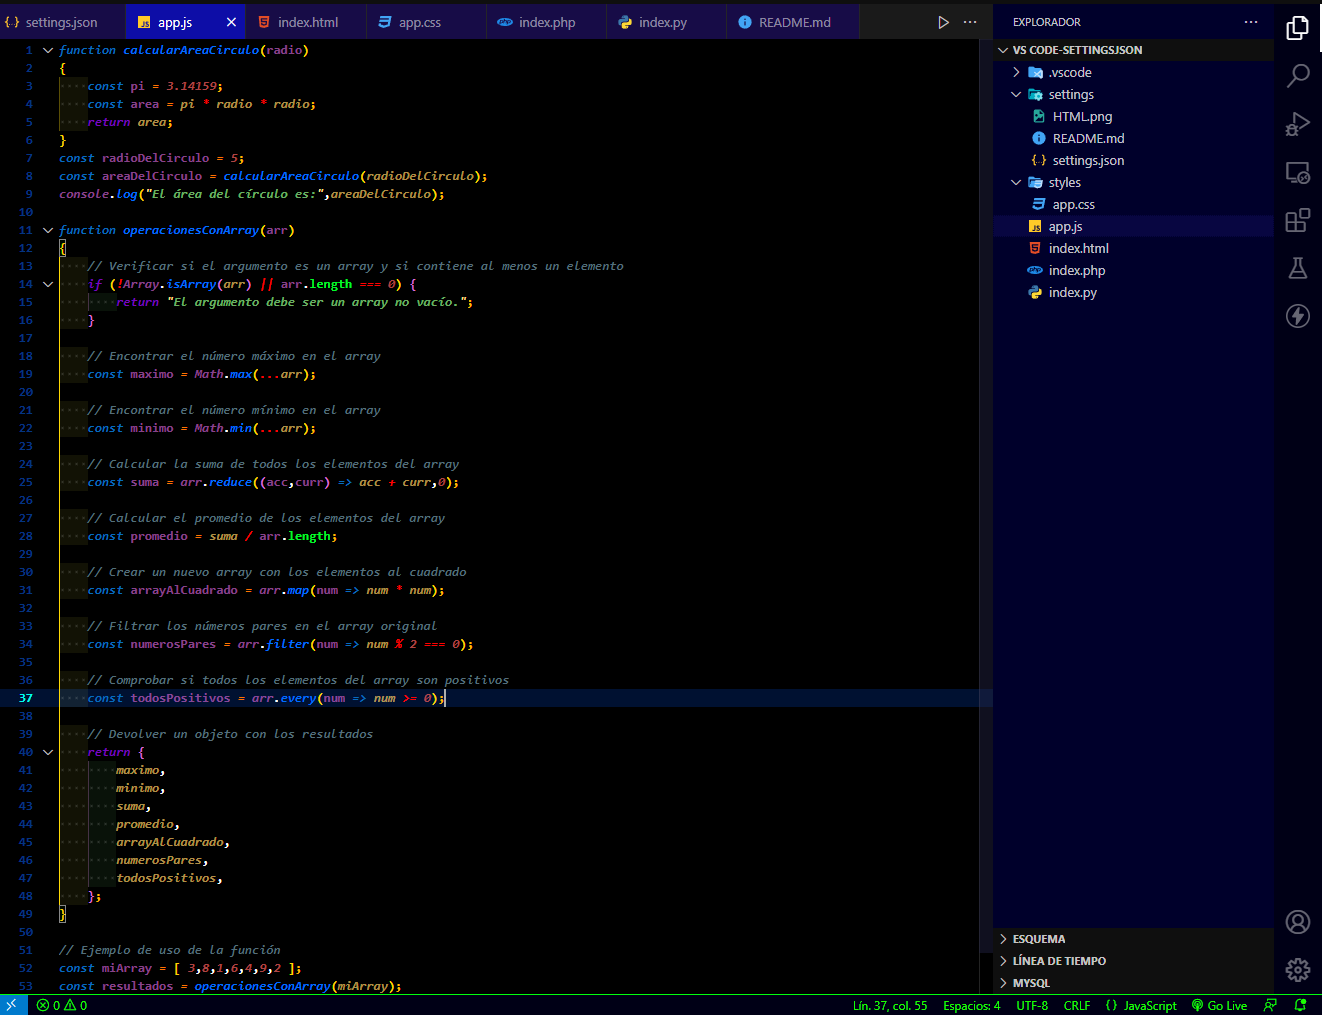 settings.json app.js index.html app.css index.php index.py README.md
EXPLORADOR
VS CODE-SETTINGSJSON
.vscode
settings
HTML.png
README.md
settings.json
styles
app.css
app.js
index.html
index.php
index.py
ESQUEMA
LÍNEA DE TIEMPO
MYSQL
1 function calcularAreaCirculo(radio)
2 {
3 const pi = 3.14159;
4 const area = pi * radio * radio;
5 return area;
6 }
7 const radioDelCirculo = 5;
8 const areaDelCirculo = calcularAreaCirculo(radioDelCirculo);
9 console.log("El área del círculo es:",areaDelCirculo);
10
11 function operacionesConArray(arr)
12 {
13 // Verificar si el argumento es un array y si contiene al menos un elemento
14 if (!Array.isArray(arr) || arr.length === 0) {
15 return "El argumento debe ser un array no vacío.";
16 }
17
18 // Encontrar el número máximo en el array
19 const maximo = Math.max(...arr);
20
21 // Encontrar el número mínimo en el array
22 const minimo = Math.min(...arr);
23
24 // Calcular la suma de todos los elementos del array
25 const suma = arr.reduce((acc,curr) => acc + curr,0);
26
27 // Calcular el promedio de los elementos del array
28 const promedio = suma / arr.length;
29
30 // Crear un nuevo array con los elementos al cuadrado
31 const arrayAlCuadrado = arr.map(num => num * num);
32
33 // Filtrar los números pares en el array original
34 const numerosPares = arr.filter(num => num % 2 === 0);
35
36 // Comprobar si todos los elementos del array son positivos
37 const todosPositivos = arr.every(num => num >= 0);
38
39 // Devolver un objeto con los resultados
40 return {
41 maximo,
42 minimo,
43 suma,
44 promedio,
45 arrayAlCuadrado,
46 numerosPares,
47 todosPositivos,
48 };
49 }
50
51 // Ejemplo de uso de la función
52 const miArray = [ 3,8,1,6,4,9,2 ];
53 const resultados = operacionesConArray(miArray);
0 0 Lín. 37, col. 55 Espacios: 4 UTF-8 CRLF { } JavaScript Go Live